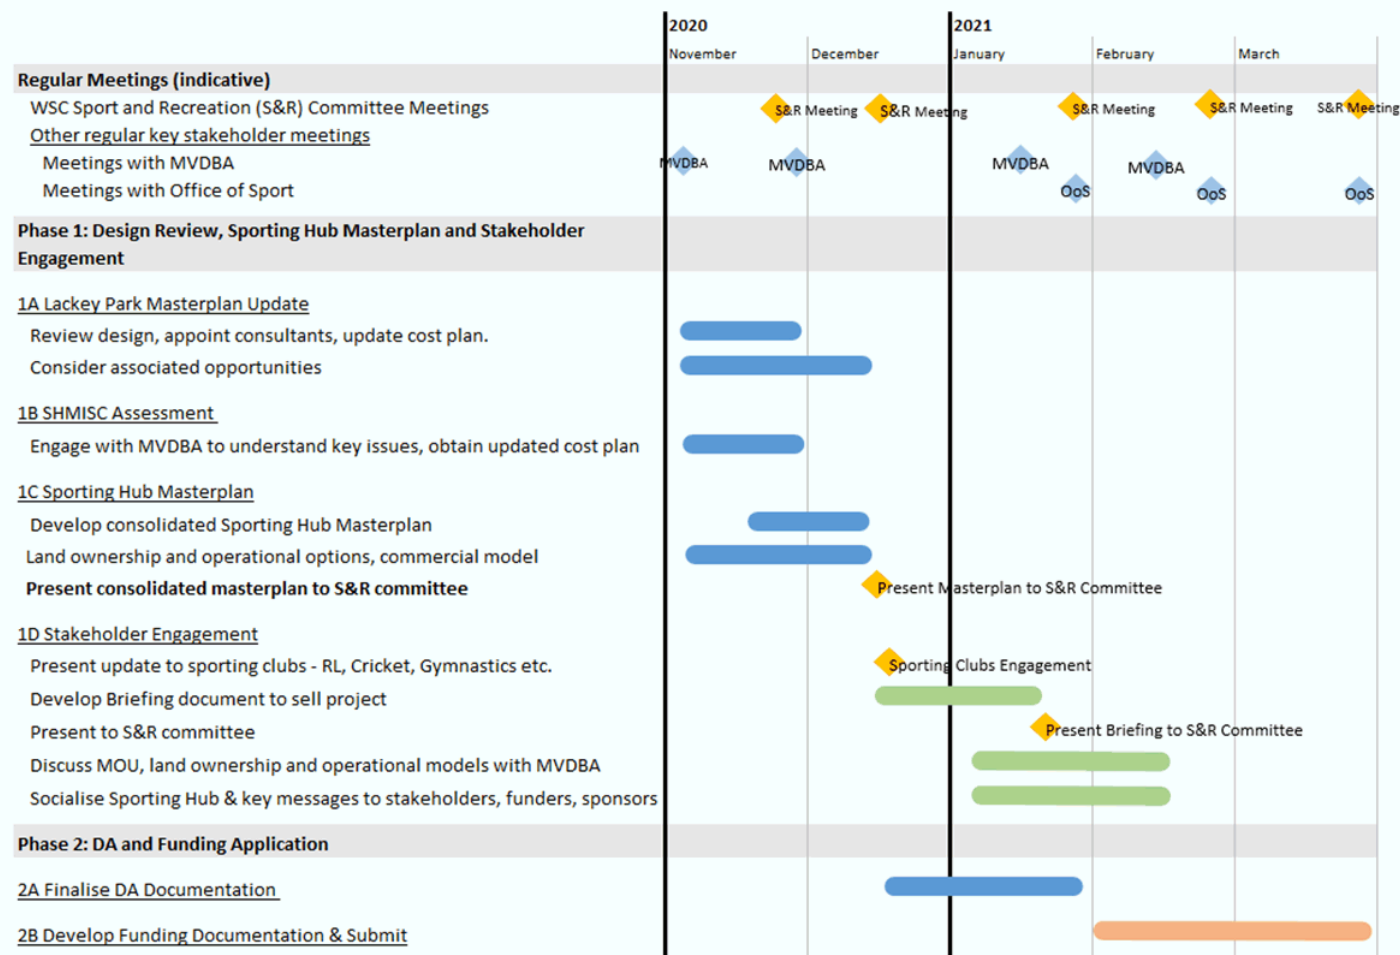 2020
2021
November
December
January
February
March
Regular Meetings (indicative)
WSC Sport and Recreation (S&R) Committee Meetings
S&R Meeting
S&R Meeting
S&R Meeting
S&R Meeting
S&R Meeting
Other regular key stakeholder meetings
Meetings with MVDBA
MVDBA
MVDBA
MVDBA
MVDBA
Meetings with Office of Sport
OoS
OoS
OoS
Phase 1: Design Review, Sporting Hub Masterplan and Stakeholder
Engagement
1A Lackey Park Masterplan Update
Review design, appoint consultants, update cost plan.
Consider associated opportunities
1B SHMISC Assessment
Engage with MVDBA to understand key issues, obtain updated cost plan
1C Sporting Hub Masterplan
Develop consolidated Sporting Hub Masterplan
Land ownership and operational options, commercial model
Present consolidated masterplan to S&R committee
Present Masterplan to S&R Committee
1D Stakeholder Engagement
Present update to sporting clubs - RL, Cricket, Gymnastics etc.
Sporting Clubs Engagement
Develop Briefing document to sell project
Present to S&R committee
Present Briefing to S&R Committee
Discuss MOU, land ownership and operational models with MVDBA
Socialise Sporting Hub & key messages to stakeholders, funders, sponsors
Phase 2: DA and Funding Application
2A Finalise DA Documentation
2B Develop Funding Documentation & Submit